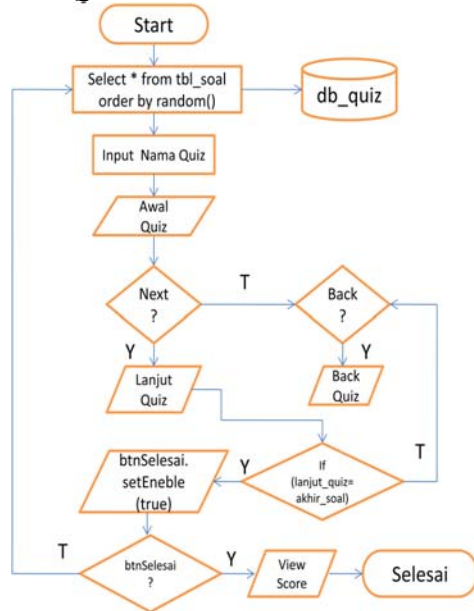 Start
Select * from tbl_soal
order by random()
db_quiz
Input Nama Quiz
Awal
Quiz
Next
?
T
Back
?
Y
Y
Lanjut
Quiz
Back
Quiz
btnSelesai.
setEneble
(true)
Y
If
(lanjut_quiz=
akhir_soal)
T
T
btnSelesai
?
Y
View
Score
Selesai